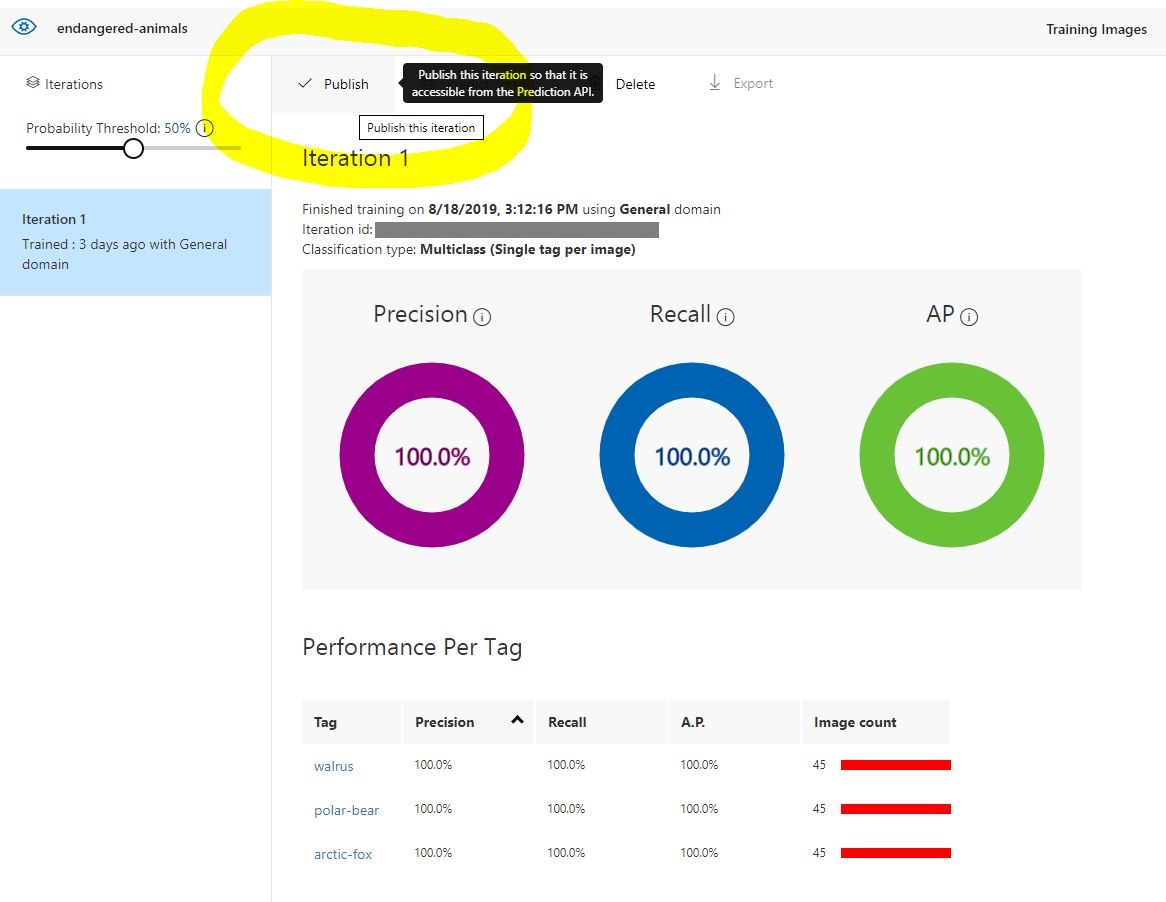 endangered-animals
Training Images
Iterations
Probability Threshold: 50%
Iteration 1
Trained : 3 days ago with General
domain
Publish
Publish this iteration so that it is
accessible from the Prediction API.
Delete
Export
Publish this iteration
Iteration 1
Finished training on 8/18/2019, 3:12:16 PM using General domain
Iteration id:
Classification type: Multiclass (Single tag per image)
Precision
Recall
AP
100.0%
100.0%
100.0%
Performance Per Tag
Tag Precision Recall A.P. Image count
walrus 100.0% 100.0% 100.0% 45
polar-bear 100.0% 100.0% 100.0% 45
arctic-fox 100.0% 100.0% 100.0% 45